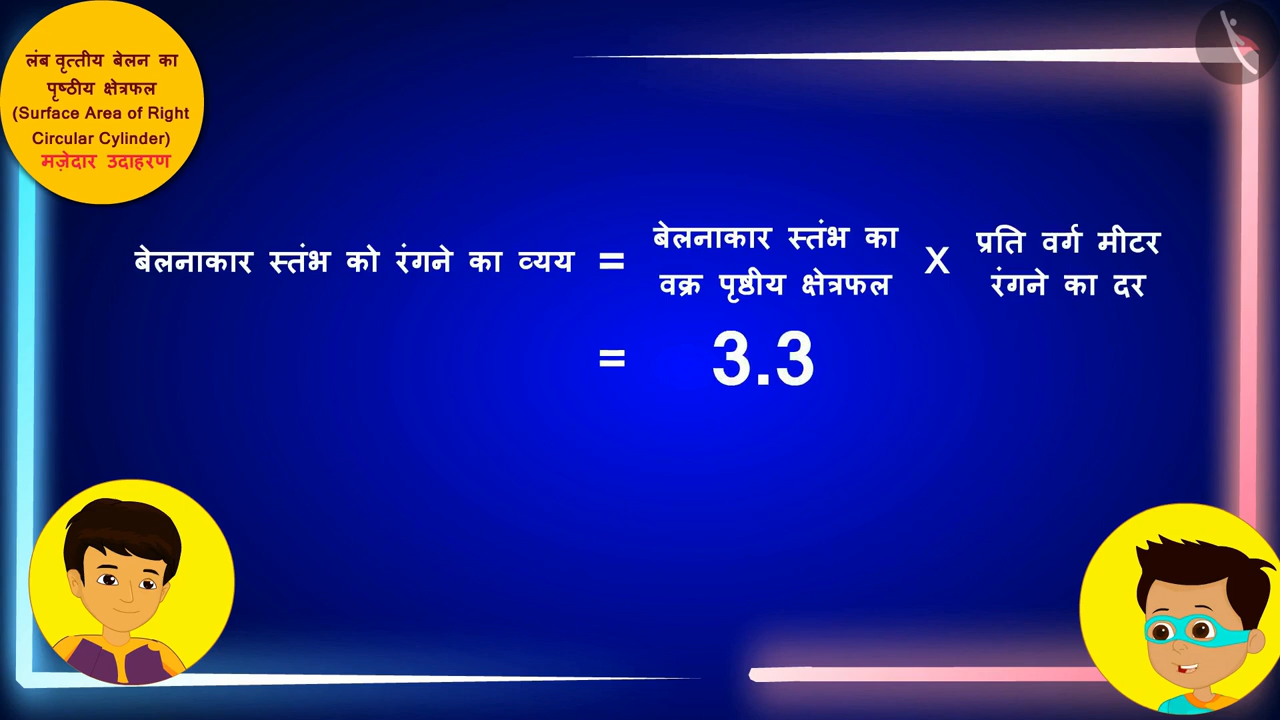 लंब वृत्तीय बेलन का
पृष्ठीय क्षेत्रफल
(Surface Area of Right
Circular Cylinder)
मज़ेदार उदाहरण
बेलनाकार स्तंभ को रंगने का व्यय = बेलनाकार स्तंभ का वक्र पृष्ठीय क्षेत्रफल X प्रति वर्ग मीटर रंगने का दर
= 3.3